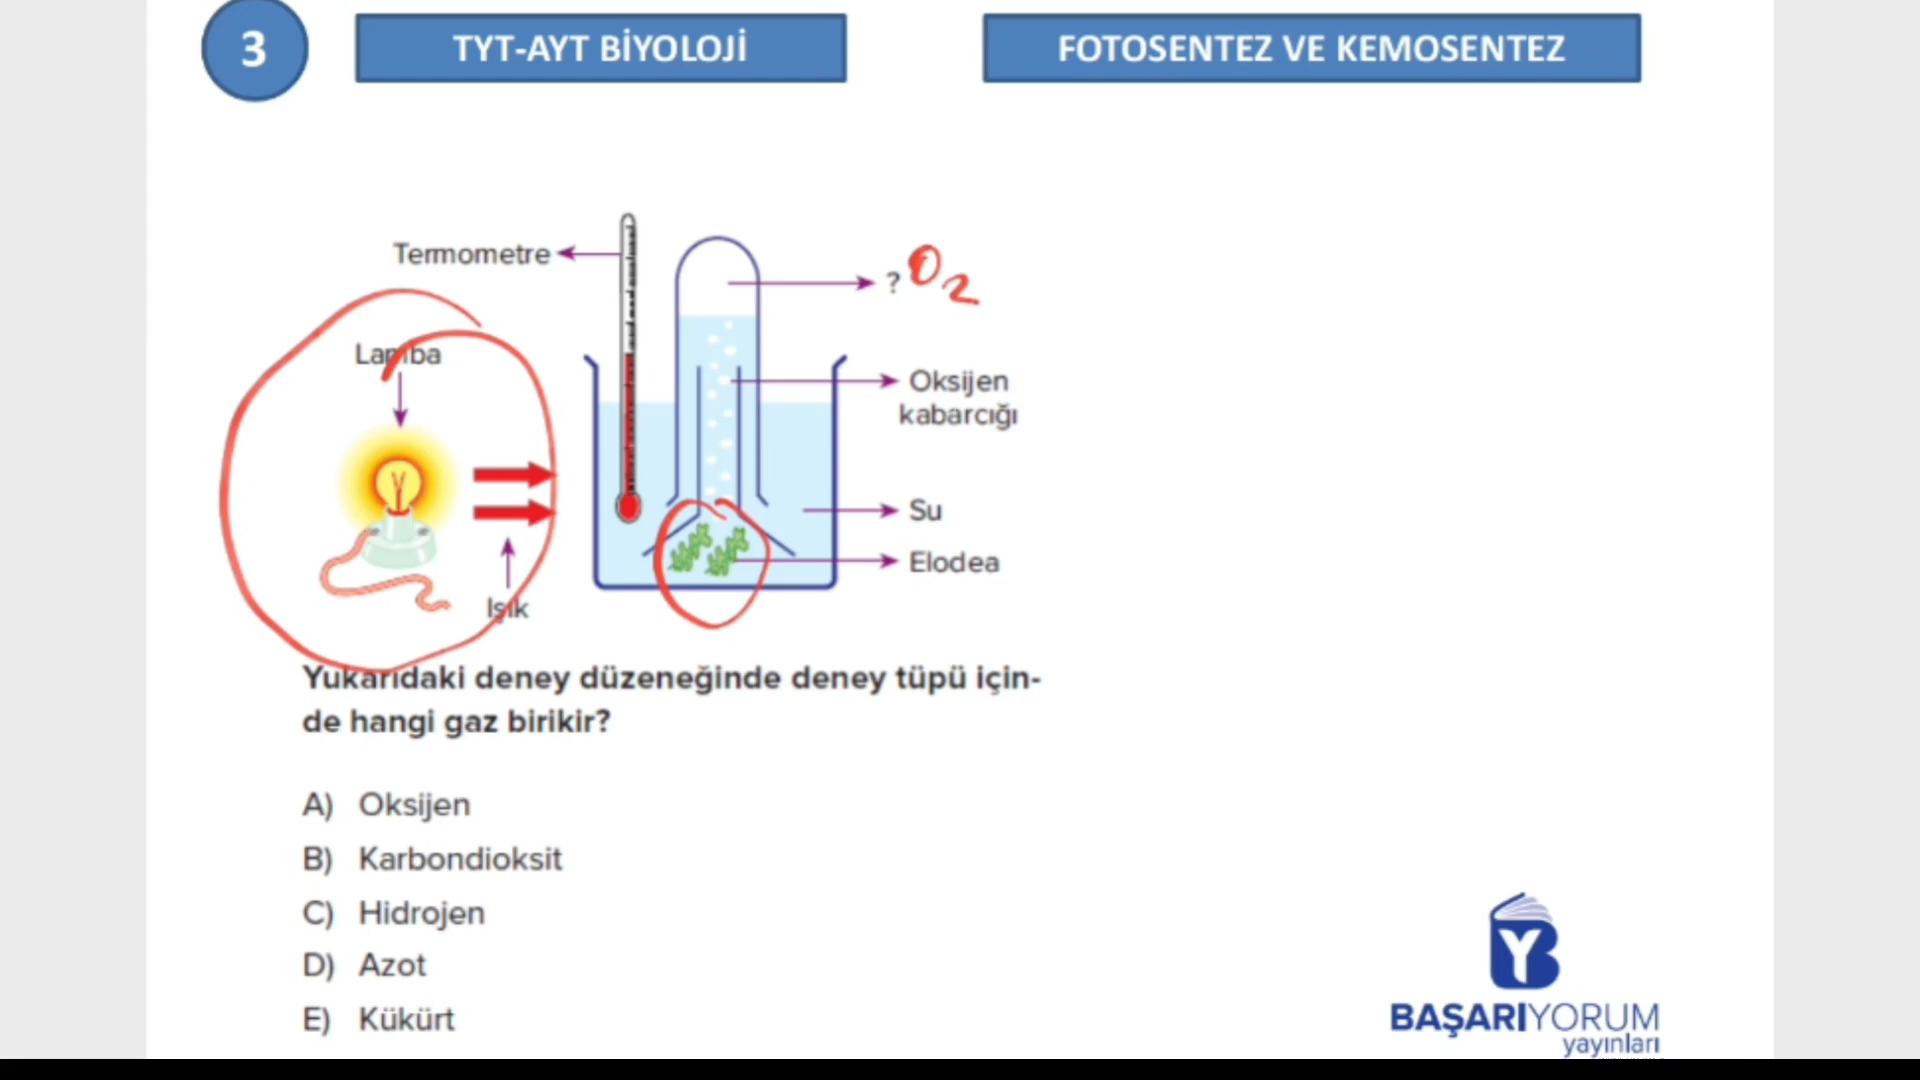 3
TYT-AYT BİYOLOJİ
FOTOSENTEZ VE KEMOSENTEZ
Termometre
? O2
Lamba
Oksijen
kabarcığı
Su
Elodea
Işık
Yukarıdaki deney düzeneğinde deney tüpü için-
de hangi gaz birikir?
A) Oksijen
B) Karbondioksit
C) Hidrojen
D) Azot
E) Kükürt
BAŞARIYORUM
yayınları